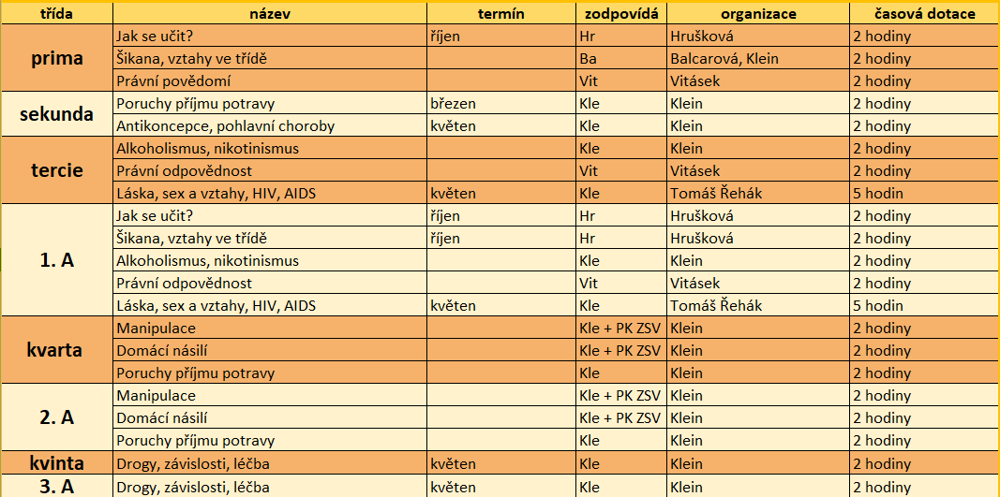 třída název termín zodpovídá organizace časová dotace
prima
Jak se učit? říjen Hr Hrušková 2 hodiny
Šikana, vztahy ve třídě Ba Balcarová, Klein 2 hodiny
Právní povědomí Vit Vitásek 2 hodiny
sekunda
Poruchy příjmu potravy březen Kle Klein 2 hodiny
Antikoncepce, pohlavní choroby květen Kle Klein 2 hodiny
tercie
Alkoholismus, nikotinismus Kle Klein 2 hodiny
Právní odpovědnost Vit Vitásek 2 hodiny
Láska, sex a vztahy, HIV, AIDS květen Kle Tomáš Řehák 5 hodin
1. A
Jak se učit? říjen Hr Hrušková 2 hodiny
Šikana, vztahy ve třídě říjen Hr Hrušková 2 hodiny
Alkoholismus, nikotinismus Kle Klein 2 hodiny
Právní odpovědnost Vit Vitásek 2 hodiny
Láska, sex a vztahy, HIV, AIDS květen Kle Tomáš Řehák 5 hodin
kvarta
Manipulace Kle + PK ZSV Klein 2 hodiny
Domácí násilí Kle + PK ZSV Klein 2 hodiny
Poruchy příjmu potravy Kle Klein 2 hodiny
2. A
Manipulace Kle + PK ZSV Klein 2 hodiny
Domácí násilí Kle + PK ZSV Klein 2 hodiny
Poruchy příjmu potravy Kle Klein 2 hodiny
kvinta Drogy, závislosti, léčba květen Kle Klein 2 hodiny
3. A Drogy, závislosti, léčba květen Kle Klein 2 hodiny